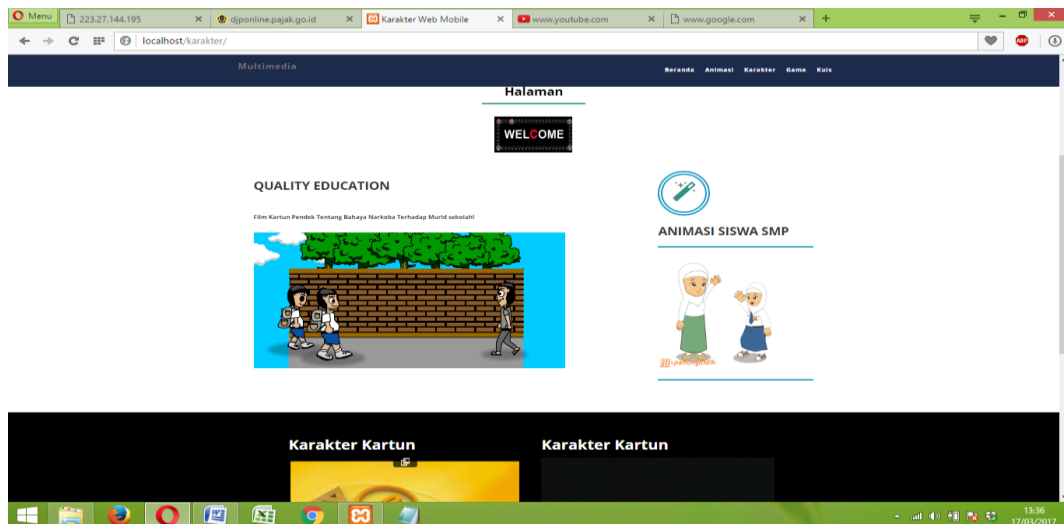 Menu
223.27.144.195
djponline.pajak.go.id
Karakter Web Mobile
www.youtube.com
www.google.com
localhost/karakter/
ABP
Multimedia
Beranda Animasi Karakter Game Kuis
Halaman
WELCOME
QUALITY EDUCATION
Film Kartun Pendek Tentang Bahaya Narkoba Terhadap Murid sekolah!
ANIMASI SISWA SMP
Karakter Kartun
Karakter Kartun
13:36
17/03/2017